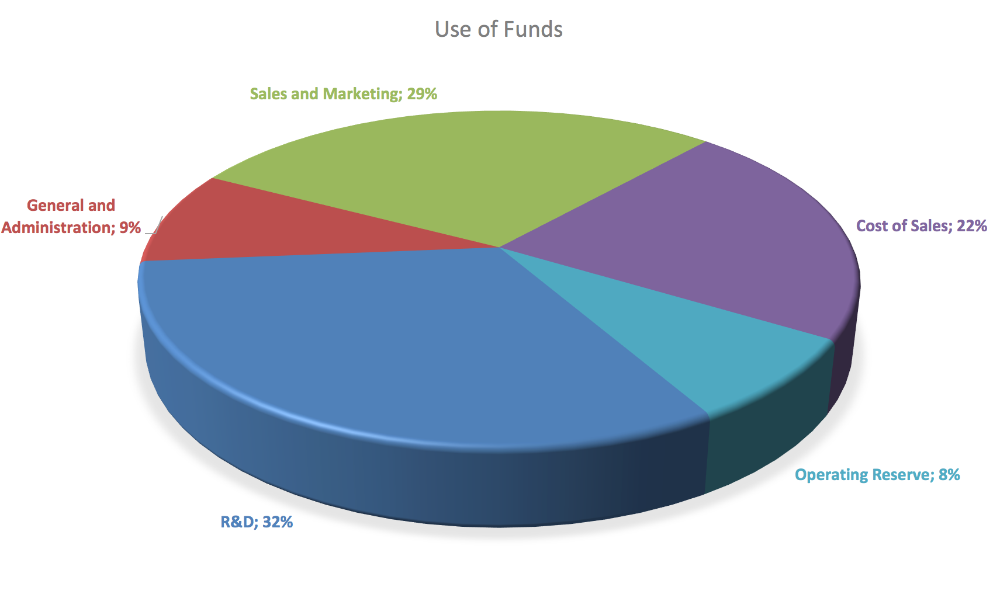 Use of Funds
Sales and Marketing; 29%
General and
Administration; 9%
Cost of Sales; 22%
Operating Reserve; 8%
R&D; 32%